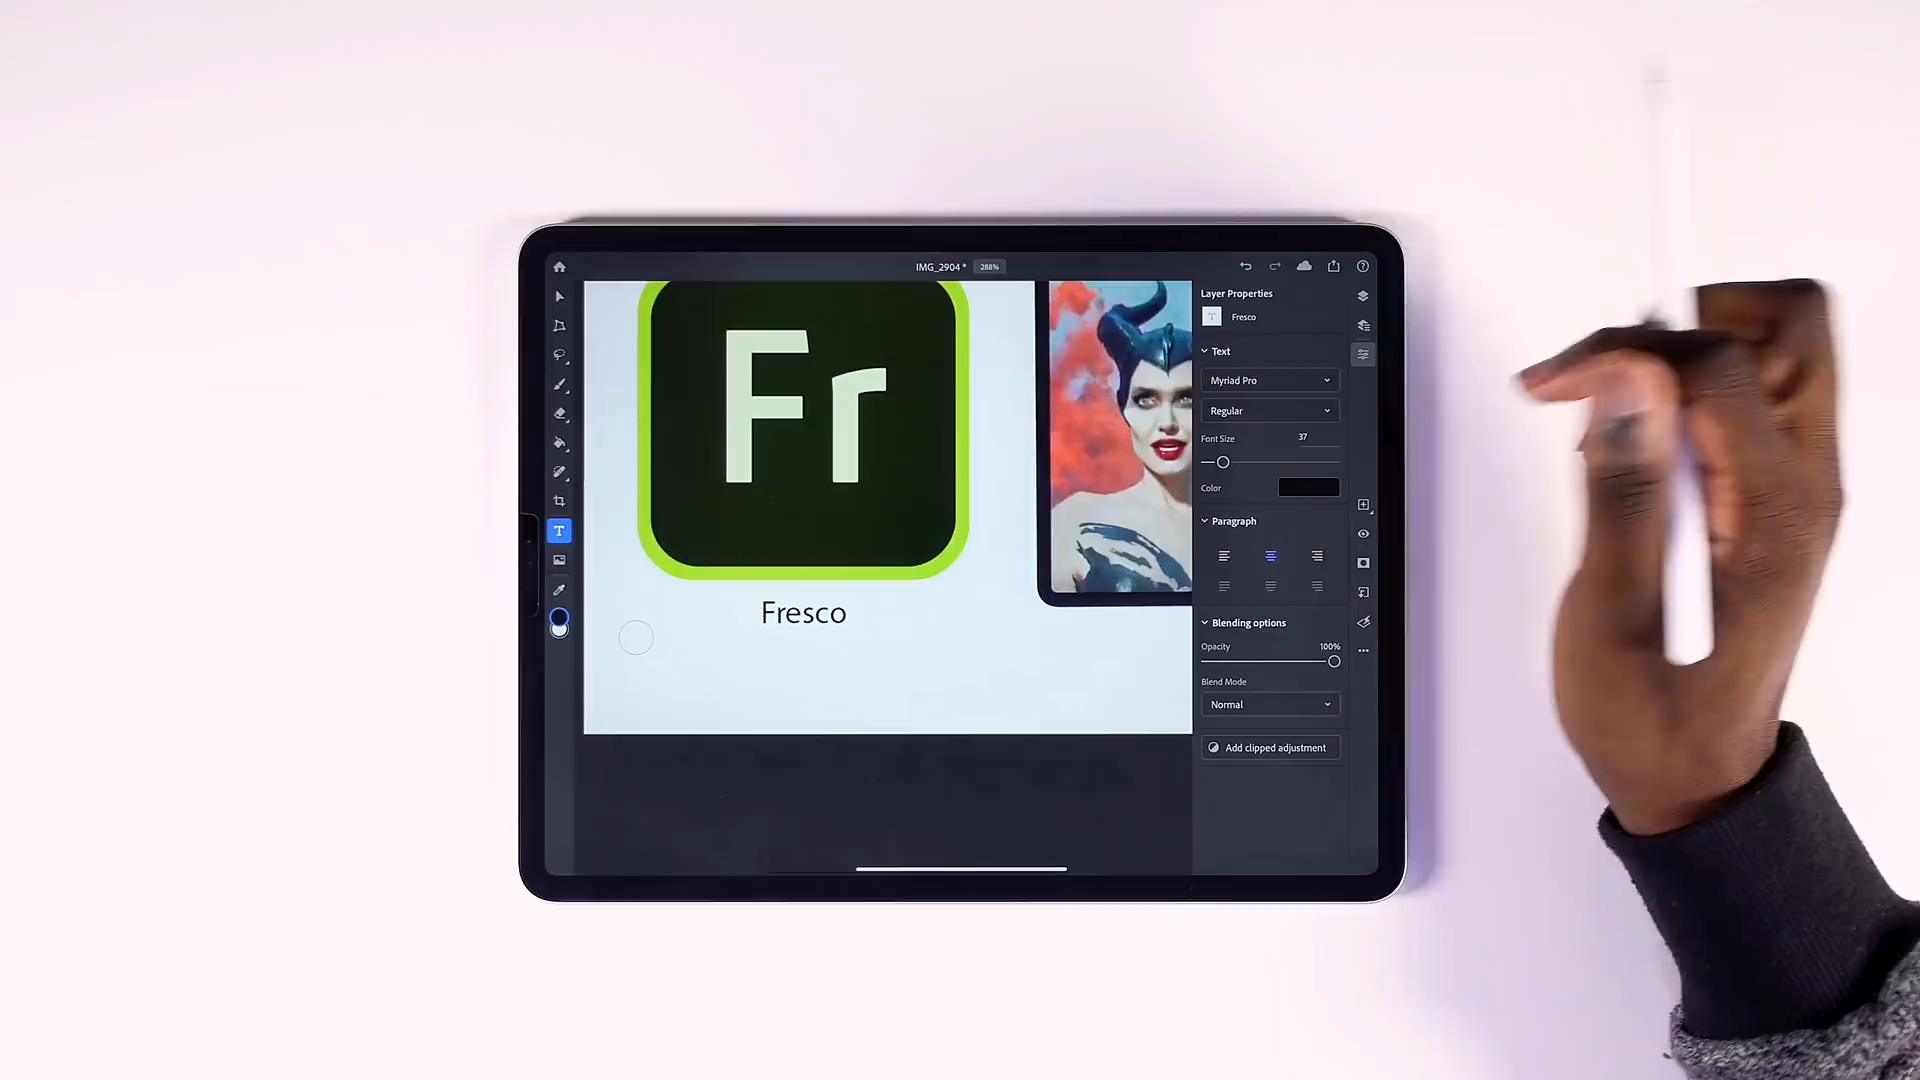 IMG_2904 * 288%
Fr
Fresco
Layer Properties
T Fresco
Text
Myriad Pro
Regular
Font Size 37
Color
Paragraph
Blending options
Opacity 100%
Blend Mode
Normal
Add clipped adjustment
T